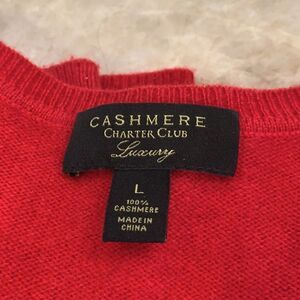 CASHMERE
CHARTER CLUB
Luxury
L
100%
CASHMERE
MADE IN
CHINA